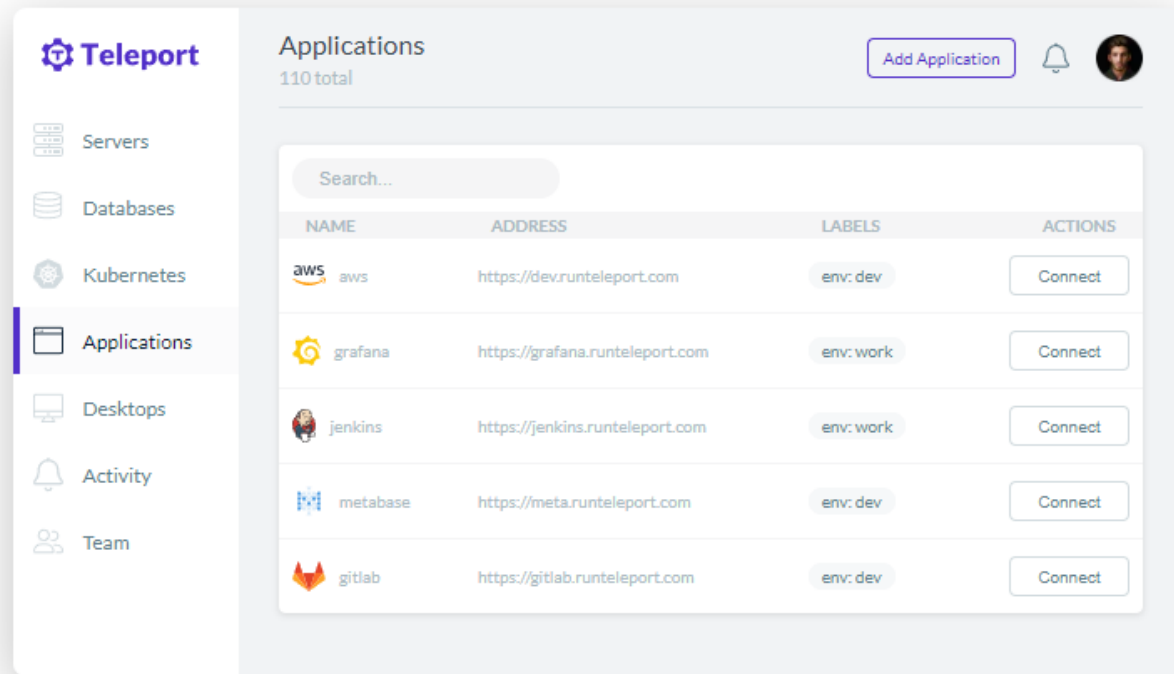 Teleport
Applications
110 total
Add Application
Servers
Databases
Kubernetes
Applications
Desktops
Activity
Team
Search...
NAME ADDRESS LABELS ACTIONS
aws aws https://dev.runteleport.com env: dev Connect
grafana https://grafana.runteleport.com env: work Connect
jenkins https://jenkins.runteleport.com env: work Connect
metabase https://meta.runteleport.com env: dev Connect
gitlab https://gitlab.runteleport.com env: dev Connect